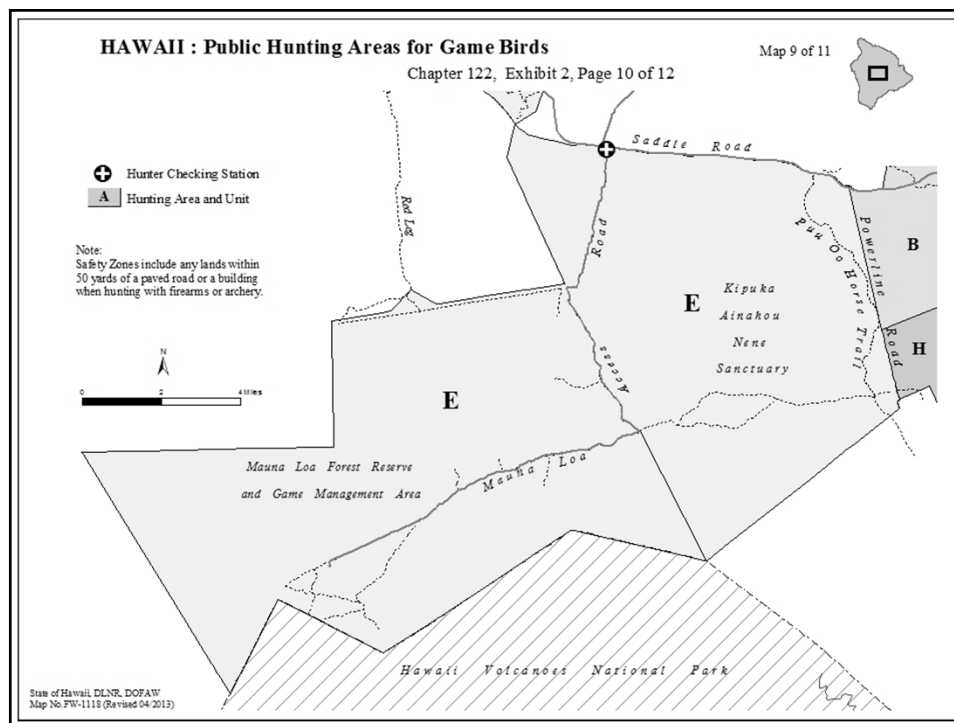 HAWAII : Public Hunting Areas for Game Birds
Map 9 of 11
Chapter 122, Exhibit 2, Page 10 of 12
Hunter Checking Station
A Hunting Area and Unit
Note:
Safety Zones include any lands within
50 yards of a paved road or a building
when hunting with firearms or archery.
N
0 2 4 Miles
Saddle Road
Road
Puu Oo Horse Trail
Powerline
Road
B
H
E
Kipuka
Ainahou
Nene
Sanctuary
Access
E
Mauna Loa
Mauna Loa Forest Reserve
and Game Management Area
Hawaii Volcanoes National Park
State of Hawaii, DLNR, DOFAW
Map No.FW-1118 (Revised 04/2013)